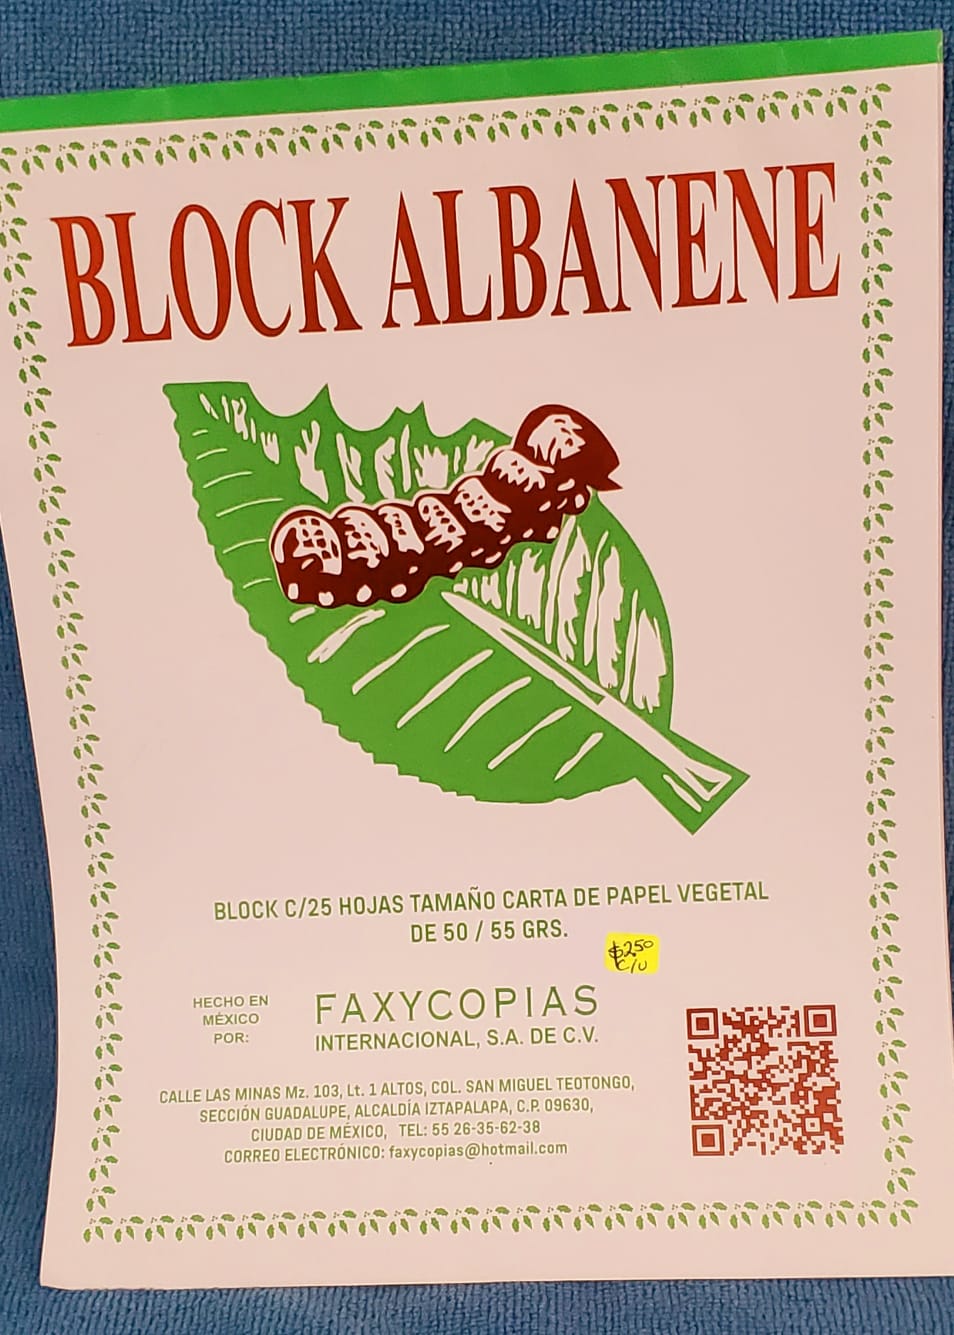 BLOCK ALBANENE
BLOCK C/25 HOJAS TAMAÑO CARTA DE PAPEL VEGETAL
DE 50 / 55 GRS.
$2.50
C/U
HECHO EN
MÉXICO
POR:
FAXYCOPIAS
INTERNACIONAL, S.A. DE C.V.
CALLE LAS MINAS Mz. 103, Lt. 1 ALTOS, COL. SAN MIGUEL TEOTONGO,
SECCIÓN GUADALUPE, ALCALDÍA IZTAPALAPA, C.P. 09630,
CIUDAD DE MÉXICO, TEL: 55 26-35-62-38
CORREO ELECTRÓNICO: faxycopias@hotmail.com